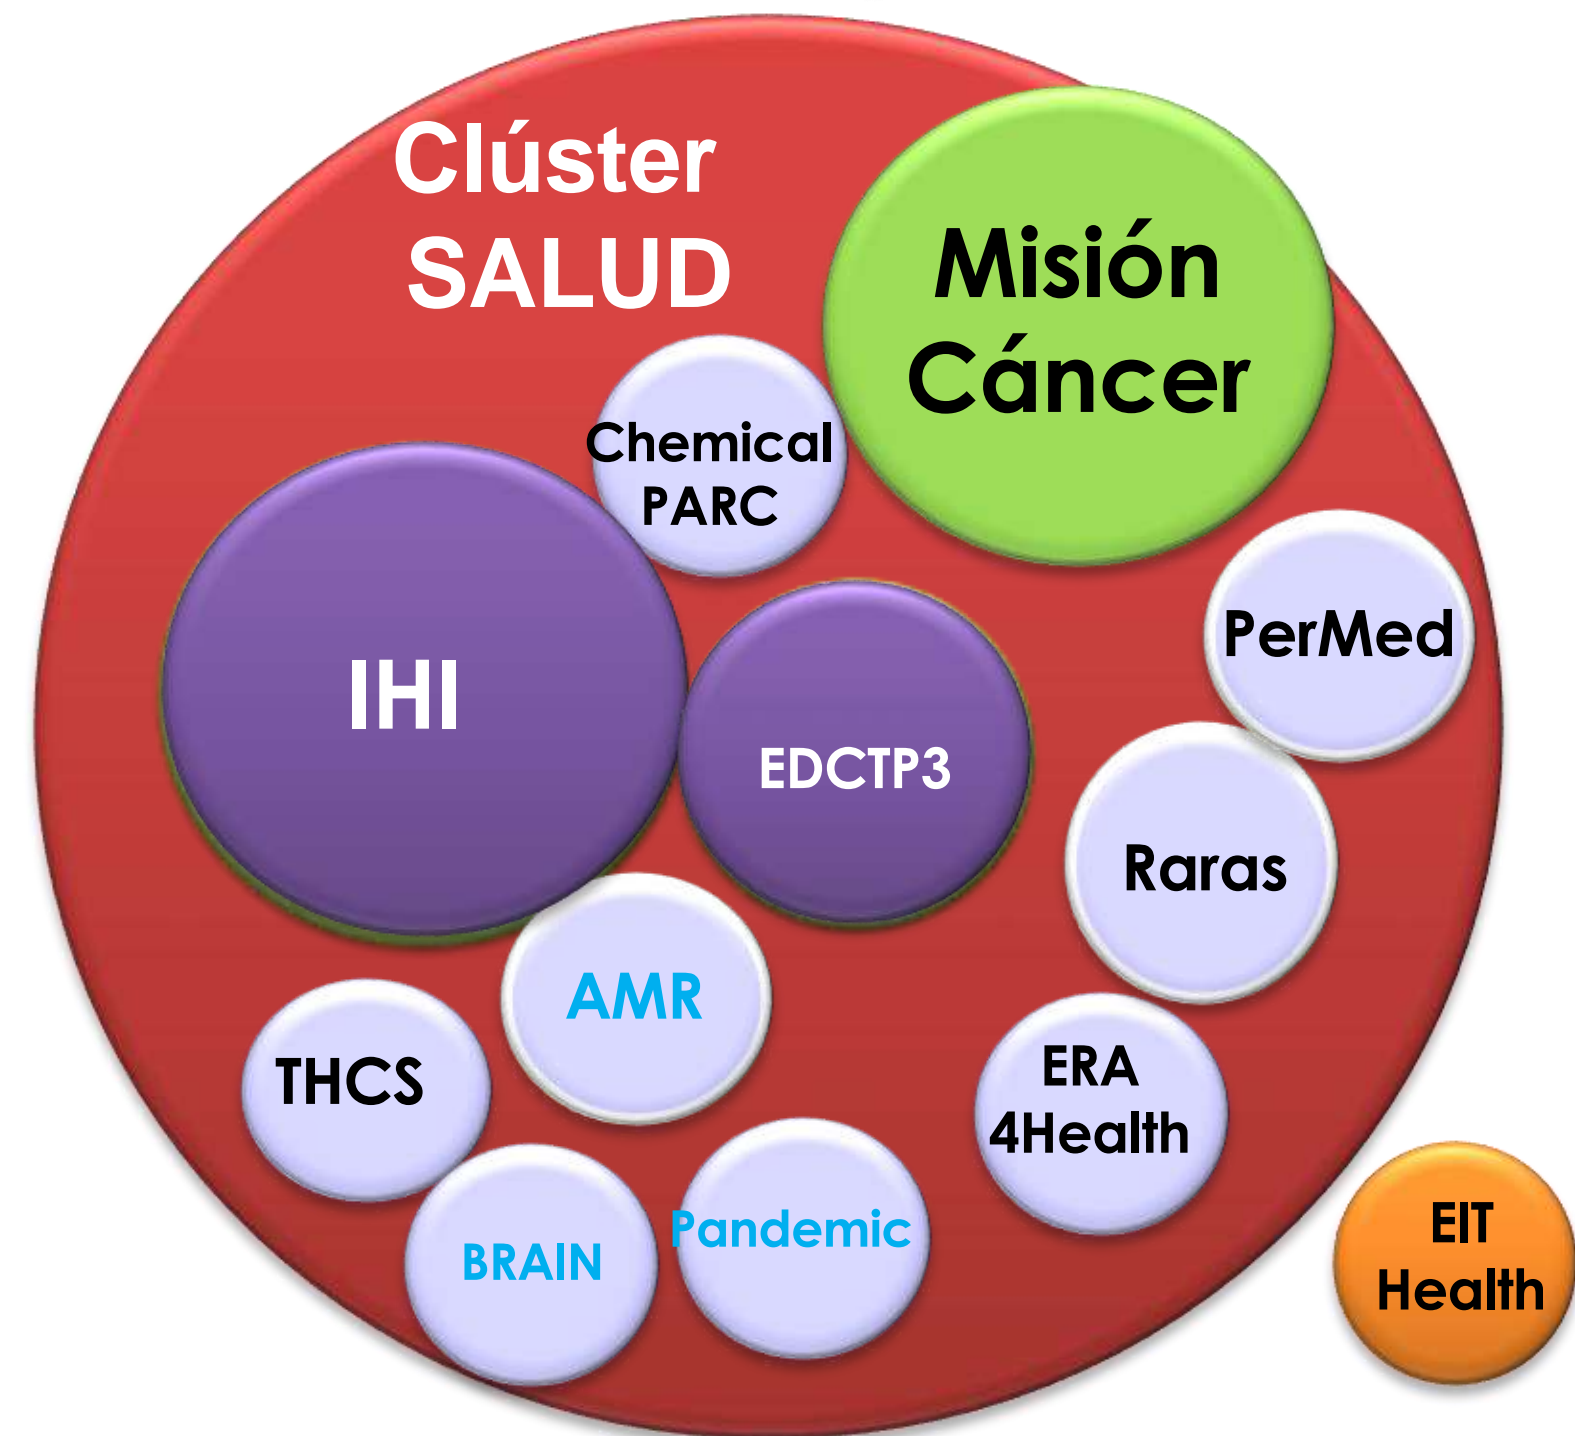 Clúster
SALUD
Misión
Cáncer
Chemical
PARC
PerMed
IHI
EDCTP3
Raras
AMR
THCS
ERA
4Health
Pandemic
BRAIN
EIT
Health